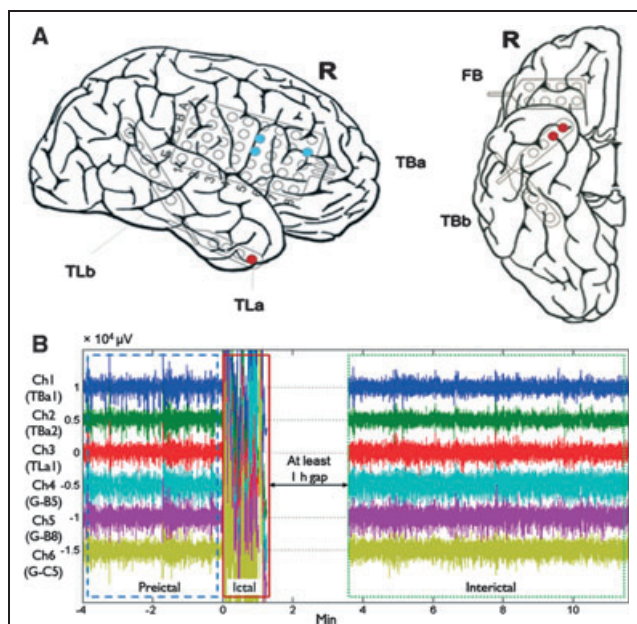 A
R
R
FB
TBa
TBb
TLb
TLa
B
× 10⁴ μV
Ch1
(TBa1)
1
Ch2
(TBa2)
0.5
Ch3
(TLa1)
0
Ch4
(G-B5)
-0.5
Ch5
(G-B8)
-1
Ch6
(G-C5)
-1.5
At least
1 h gap
Preictal
Ictal
Interictal
-4 -2 0 2 4 6 8 10
Min